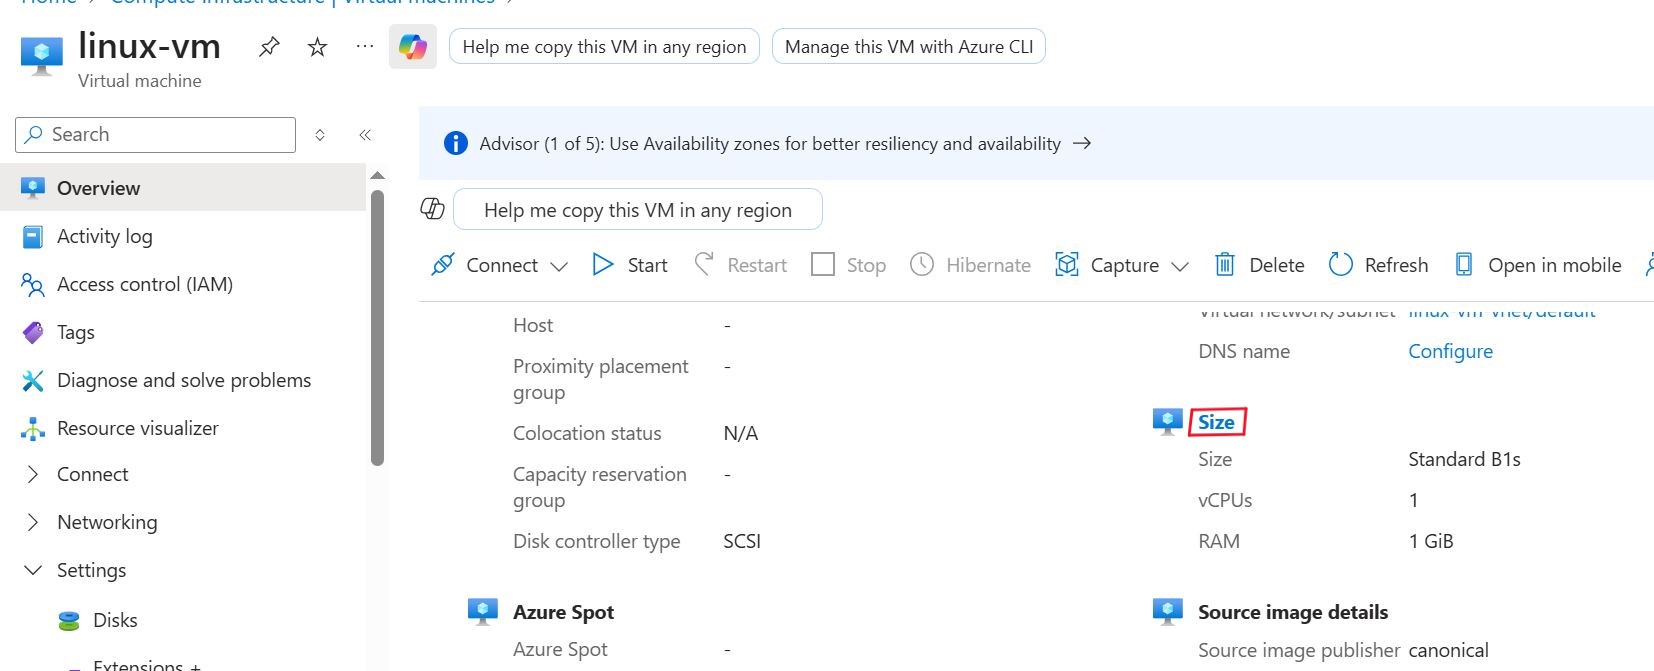 Home > Compute infrastructure | Virtual machines >
linux-vm
Virtual machine
Help me copy this VM in any region
Manage this VM with Azure CLI
Search
Overview
Activity log
Access control (IAM)
Tags
Diagnose and solve problems
Resource visualizer
Connect
Networking
Settings
Disks
Extensions +
Advisor (1 of 5): Use Availability zones for better resiliency and availability →
Help me copy this VM in any region
Connect Start Restart Stop Hibernate Capture Delete Refresh Open in mobile
Host -
Proximity placement
group -
Colocation status N/A
Capacity reservation
group -
Disk controller type SCSI
Azure Spot
Azure Spot -
Virtual network/subnet linux-vm-vnet/default
DNS name Configure
Size
Size Standard B1s
vCPUs 1
RAM 1 GiB
Source image details
Source image publisher canonical